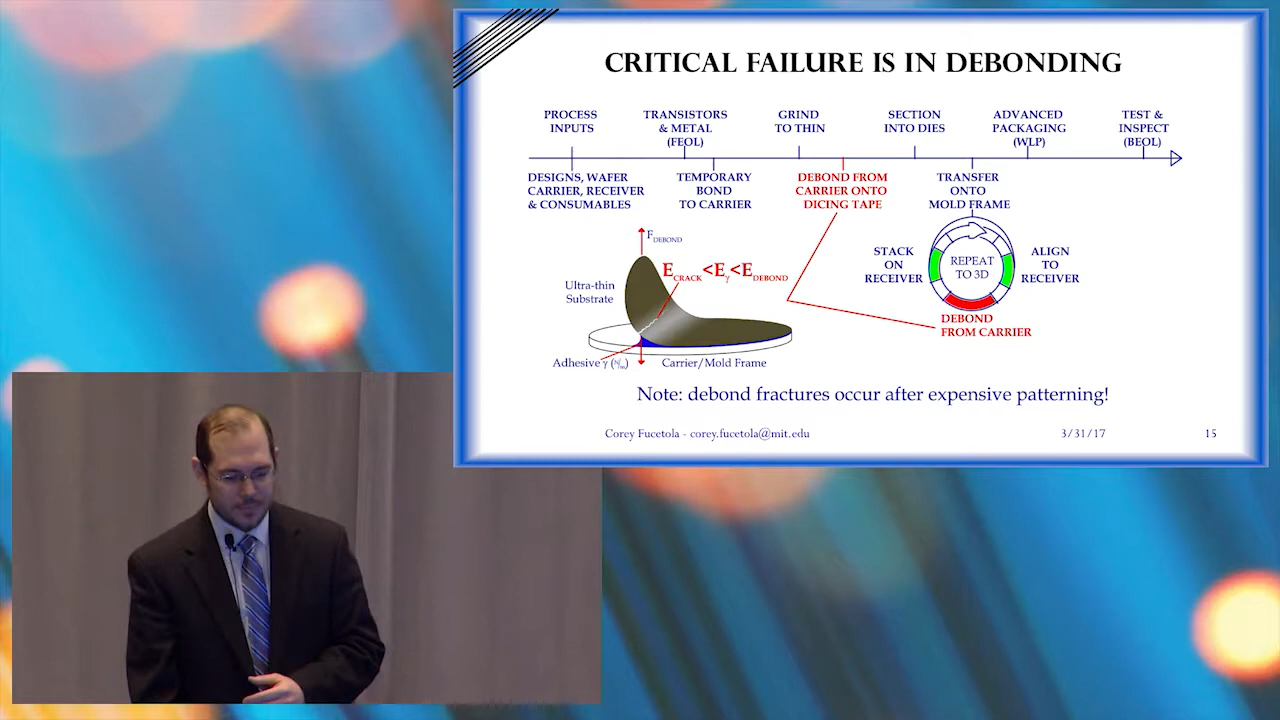 CRITICAL FAILURE IS IN DEBONDING
PROCESS
INPUTS
TRANSISTORS
& METAL
(FEOL)
GRIND
TO THIN
SECTION
INTO DIES
ADVANCED
PACKAGING
(WLP)
TEST &
INSPECT
(BEOL)
DESIGNS, WAFER
CARRIER, RECEIVER
& CONSUMABLES
TEMPORARY
BOND
TO CARRIER
DEBOND FROM
CARRIER ONTO
DICING TAPE
TRANSFER
ONTO
MOLD FRAME
F DEBOND
E CRACK <E γ <E DEBOND
Ultra-thin
Substrate
Adhesive γ (N/m)
Carrier/Mold Frame
STACK
ON
RECEIVER
REPEAT
TO 3D
ALIGN
TO
RECEIVER
DEBOND
FROM CARRIER
Note: debond fractures occur after expensive patterning!
Corey Fucetola - corey.fucetola@mit.edu
3/31/17
15